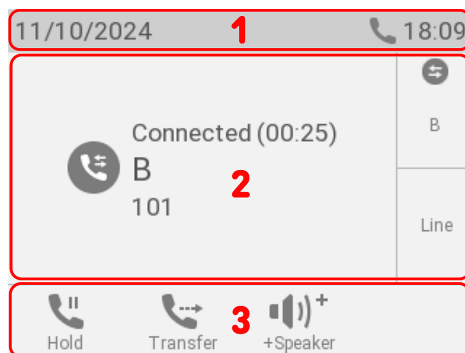 11/10/2024 1 18:09
Connected (00:25)
B
101
2
B
Line
3
Hold Transfer +Speaker